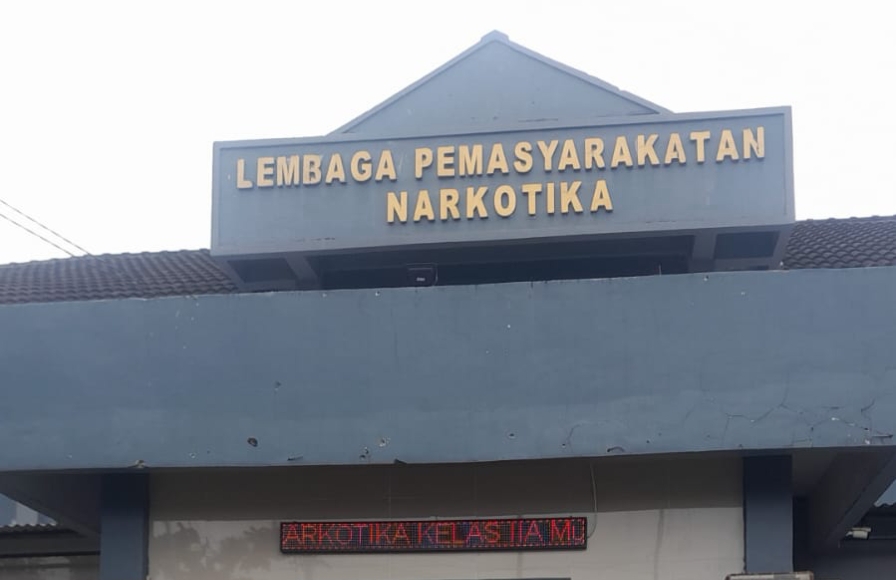 LEMBAGA PEMASYARAKATAN
NARKOTIKA
ARKOTIKA KELAS IIA MU